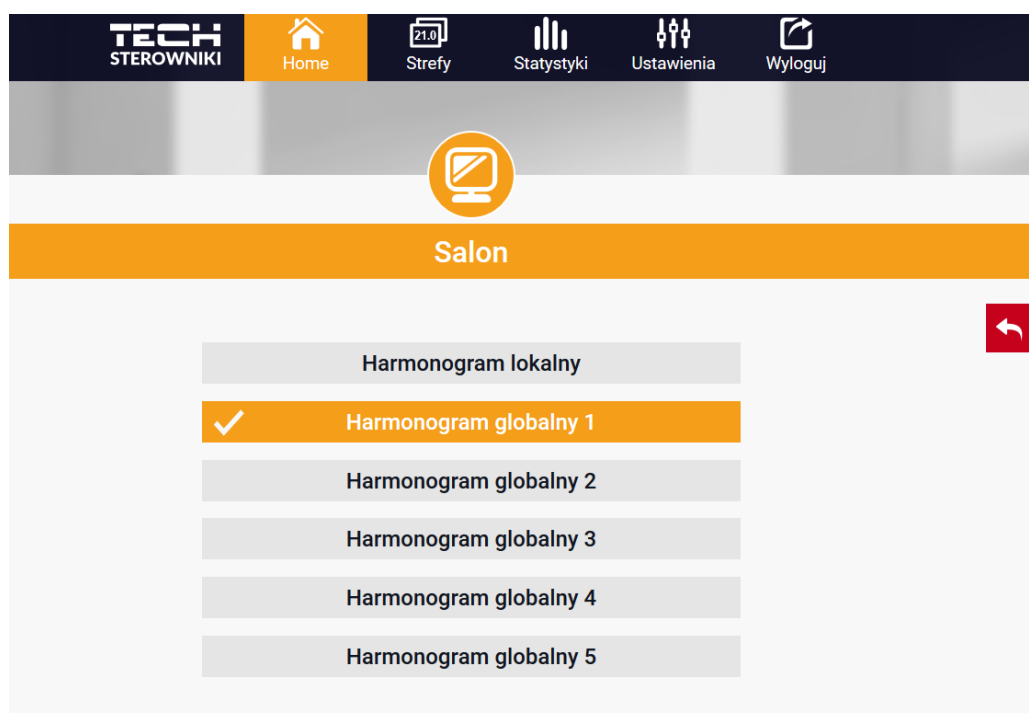 TECH
STEROWNIKI
Home
21.0
Strefy
Statystyki
Ustawienia
Wyloguj
Salon
Harmonogram lokalny
Harmonogram globalny 1
Harmonogram globalny 2
Harmonogram globalny 3
Harmonogram globalny 4
Harmonogram globalny 5